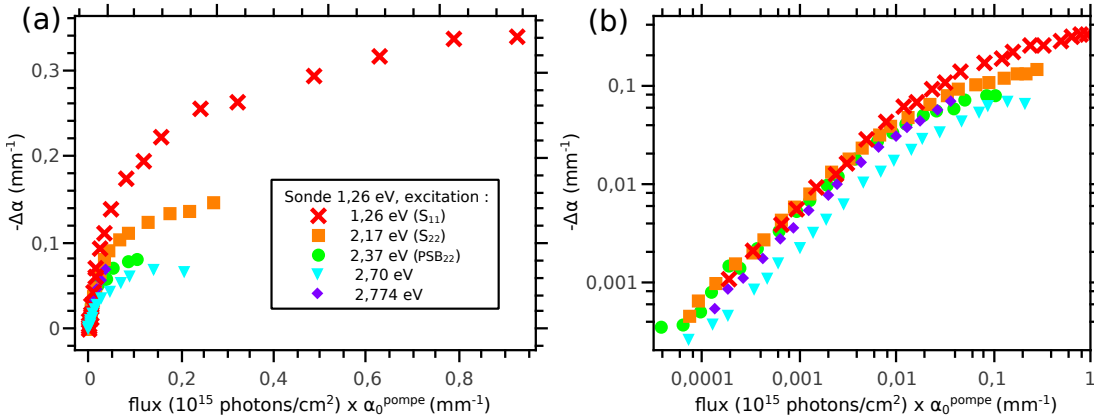 (a)
-Δα (mm⁻¹)
0,3
0,2
0,1
0
0
0,2
0,4
0,6
0,8
flux (10¹⁵ photons/cm²) x α₀ᵖᵒᵐᵖᵉ (mm⁻¹)
Sonde 1,26 eV, excitation :
1,26 eV (S₁₁)
2,17 eV (S₂₂)
2,37 eV (PSB₂₂)
2,70 eV
2,774 eV
(b)
-Δα (mm⁻¹)
0.1
0,01
0,001
0,0001
0,001
0,01
0,1
1
flux (10¹⁵ photons/cm²) x α₀ᵖᵒᵐᵖᵉ (mm⁻¹)